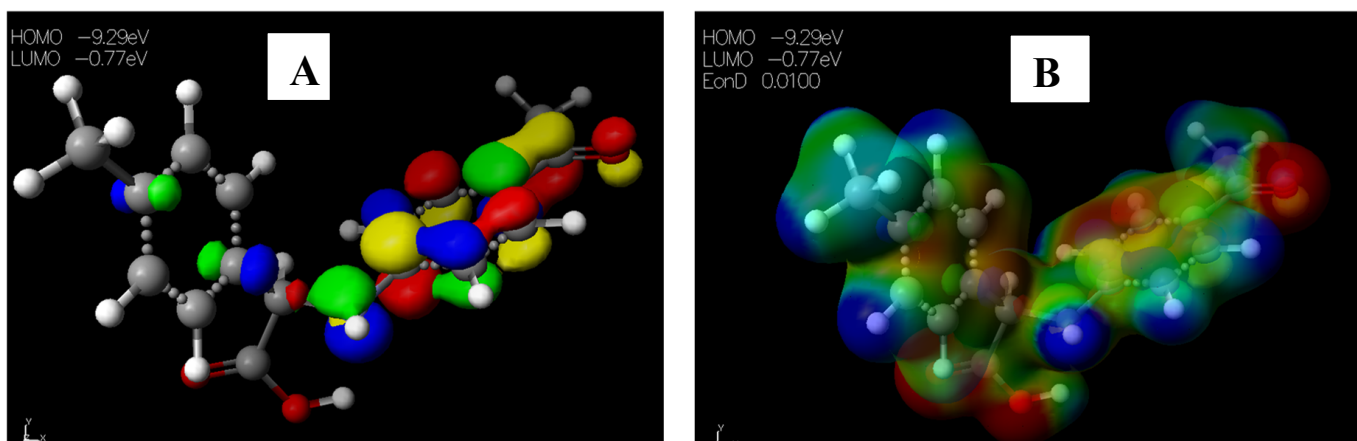 HOMO -9.29eV
LUMO -0.77eV
A
Y
X
HOMO -9.29eV
LUMO -0.77eV
EonD 0.0100
B
Y